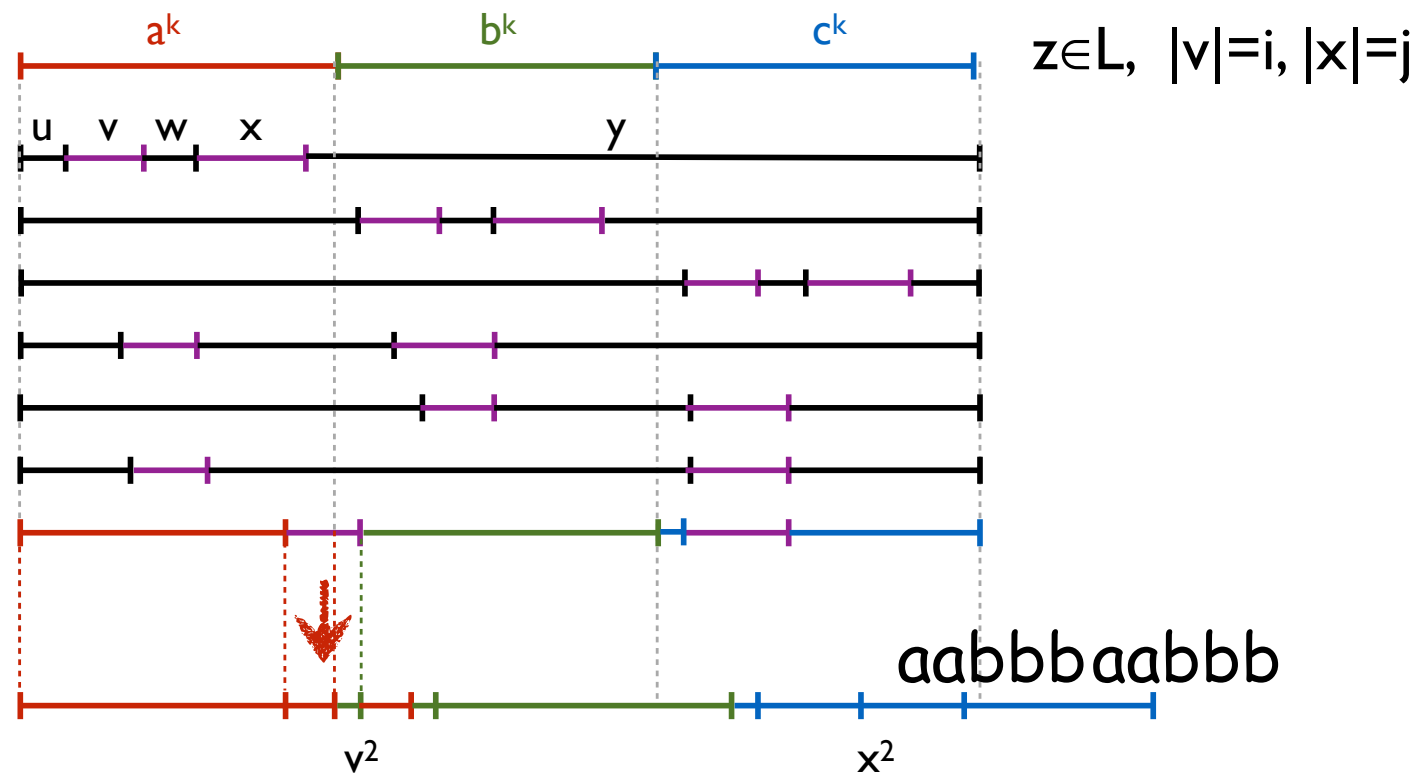 aᵏ bᵏ cᵏ z∈L, |v|=i, |x|=j
u v w x y
aabbbaabbb
v² x²